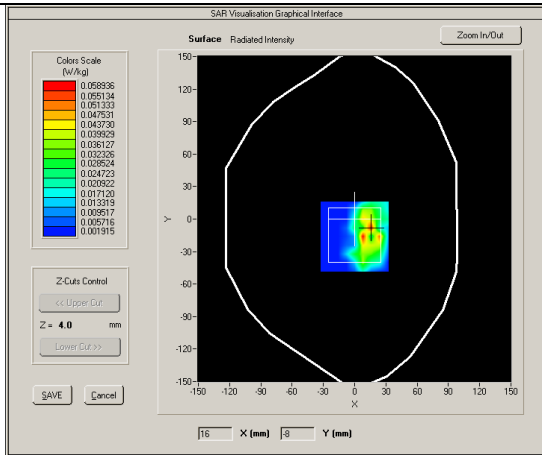 SAR Visualisation Graphical Interface
Surface Radiated Intensity
Zoom In/Out
Colors Scale
(W/kg)
0.058936
0.055134
0.051333
0.047531
0.043730
0.039929
0.036127
0.032326
0.028524
0.024723
0.020922
0.017120
0.013319
0.009517
0.005716
0.001915
Z-Cuts Control
<< Upper Cut
Z = 4.0 mm
Lower Cut >>
SAVE Cancel
150
120
90
60
30
0
-30
-60
-90
-120
-150
Y
-150 -120 -90 -60 -30 0 30 60 90 120 150
X
16 X (mm) -8 Y (mm)